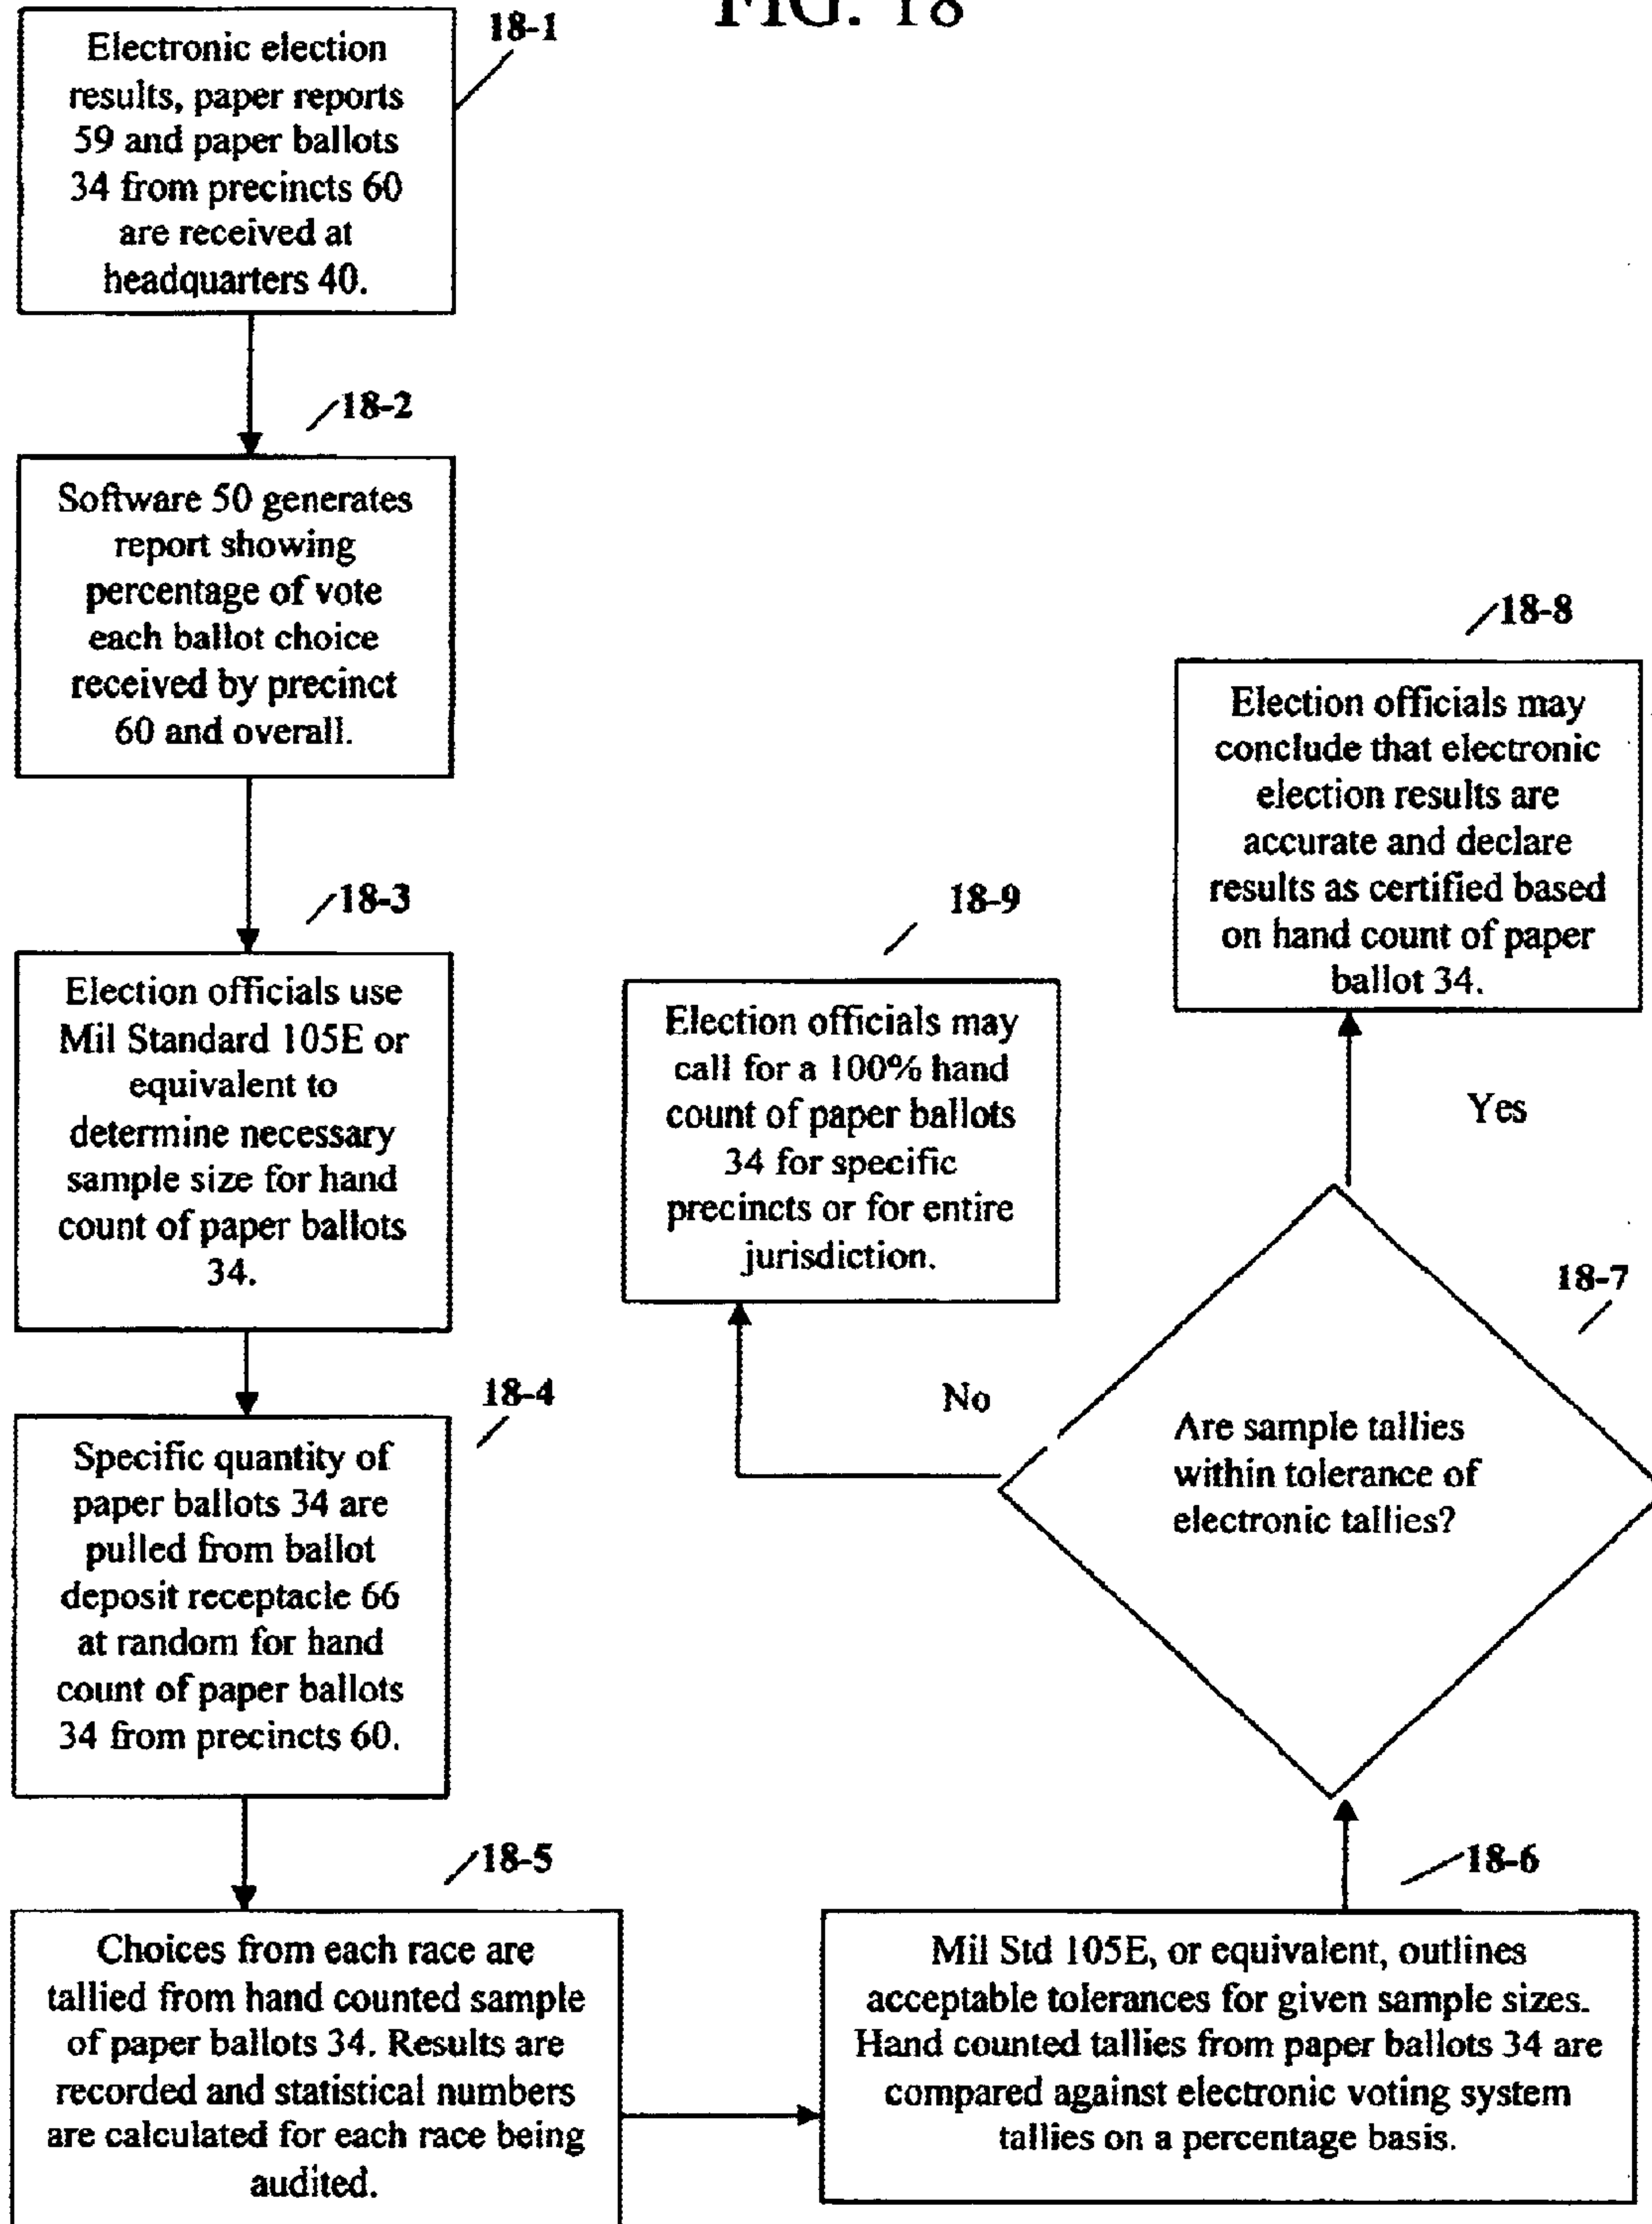 FIG. 18
18-1
Electronic election
results, paper reports
59 and paper ballots
34 from precincts 60
are received at
headquarters 40.
18-2
Software 50 generates
report showing
percentage of vote
each ballot choice
received by precinct
60 and overall.
18-3
Election officials use
Mil Standard 105E or
equivalent to
determine necessary
sample size for hand
count of paper ballots
34.
18-4
Specific quantity of
paper ballots 34 are
pulled from ballot
deposit receptacle 66
at random for hand
count of paper ballots
34 from precincts 60.
18-5
Choices from each race are
tallied from hand counted sample
of paper ballots 34. Results are
recorded and statistical numbers
are calculated for each race being
audited.
18-6
Mil Std 105E, or equivalent, outlines
acceptable tolerances for given sample sizes.
Hand counted tallies from paper ballots 34 are
compared against electronic voting system
tallies on a percentage basis.
18-7
Are sample tallies
within tolerance of
electronic tallies?
Yes
18-8
Election officials may
conclude that electronic
election results are
accurate and declare
results as certified based
on hand count of paper
ballot 34.
No
18-9
Election officials may
call for a 100% hand
count of paper ballots
34 for specific
precincts or for entire
jurisdiction.